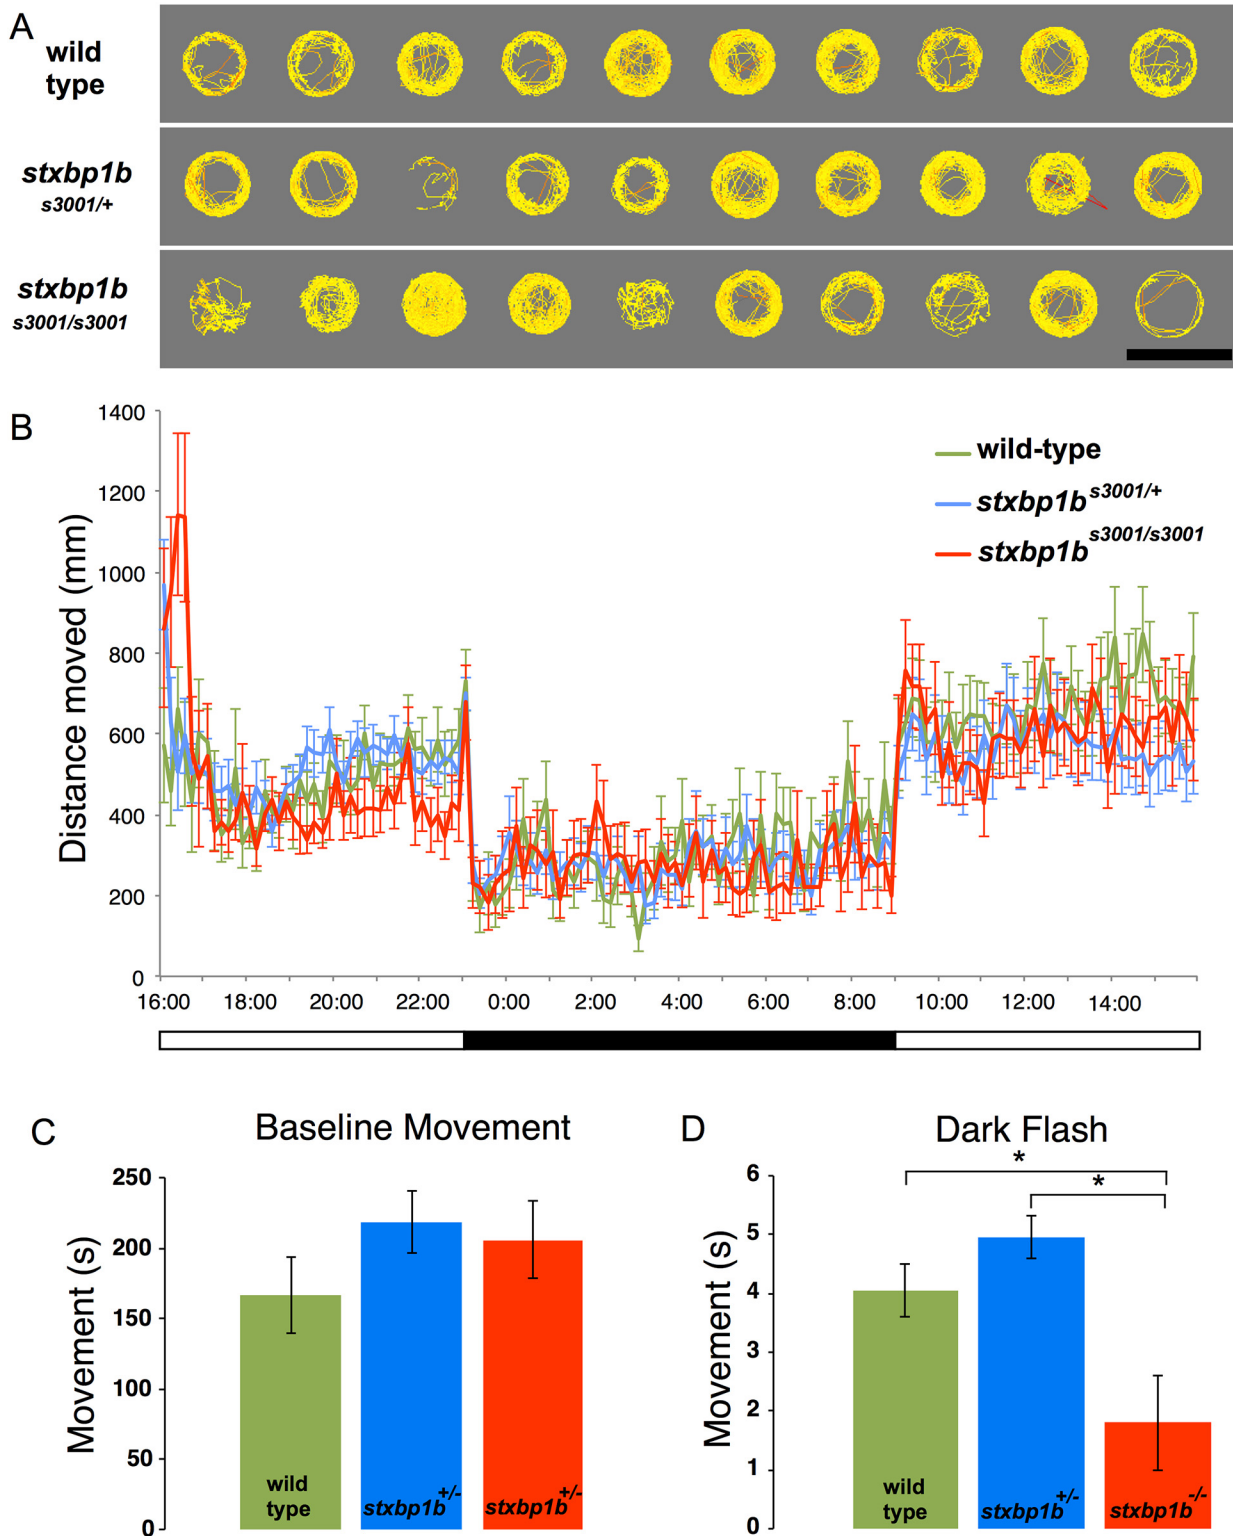 A
wild
type
stxbp1b
s3001/+
stxbp1b
s3001/s3001
B
1400
1200
1000
800
600
400
200
0
Distance moved (mm)
wild-type
stxbp1b s3001/+
stxbp1b s3001/s3001
16:00 18:00 20:00 22:00 0:00 2:00 4:00 6:00 8:00 10:00 12:00 14:00
C
Baseline Movement
250
200
150
100
50
0
Movement (s)
wild
type
stxbp1b +/-
stxbp1b +/-
D
Dark Flash
*
*
6
5
4
3
2
1
0
Movement (s)
wild
type
stxbp1b +/-
stxbp1b -/-